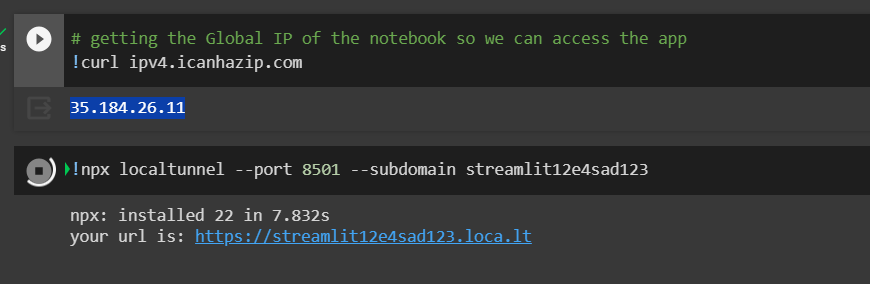 # getting the Global IP of the notebook so we can access the app
!curl ipv4.icanhazip.com
s
35.184.26.11
!npx localtunnel --port 8501 --subdomain streamlit12e4sad123
npx: installed 22 in 7.832s
your url is: https://streamlit12e4sad123.loca.lt